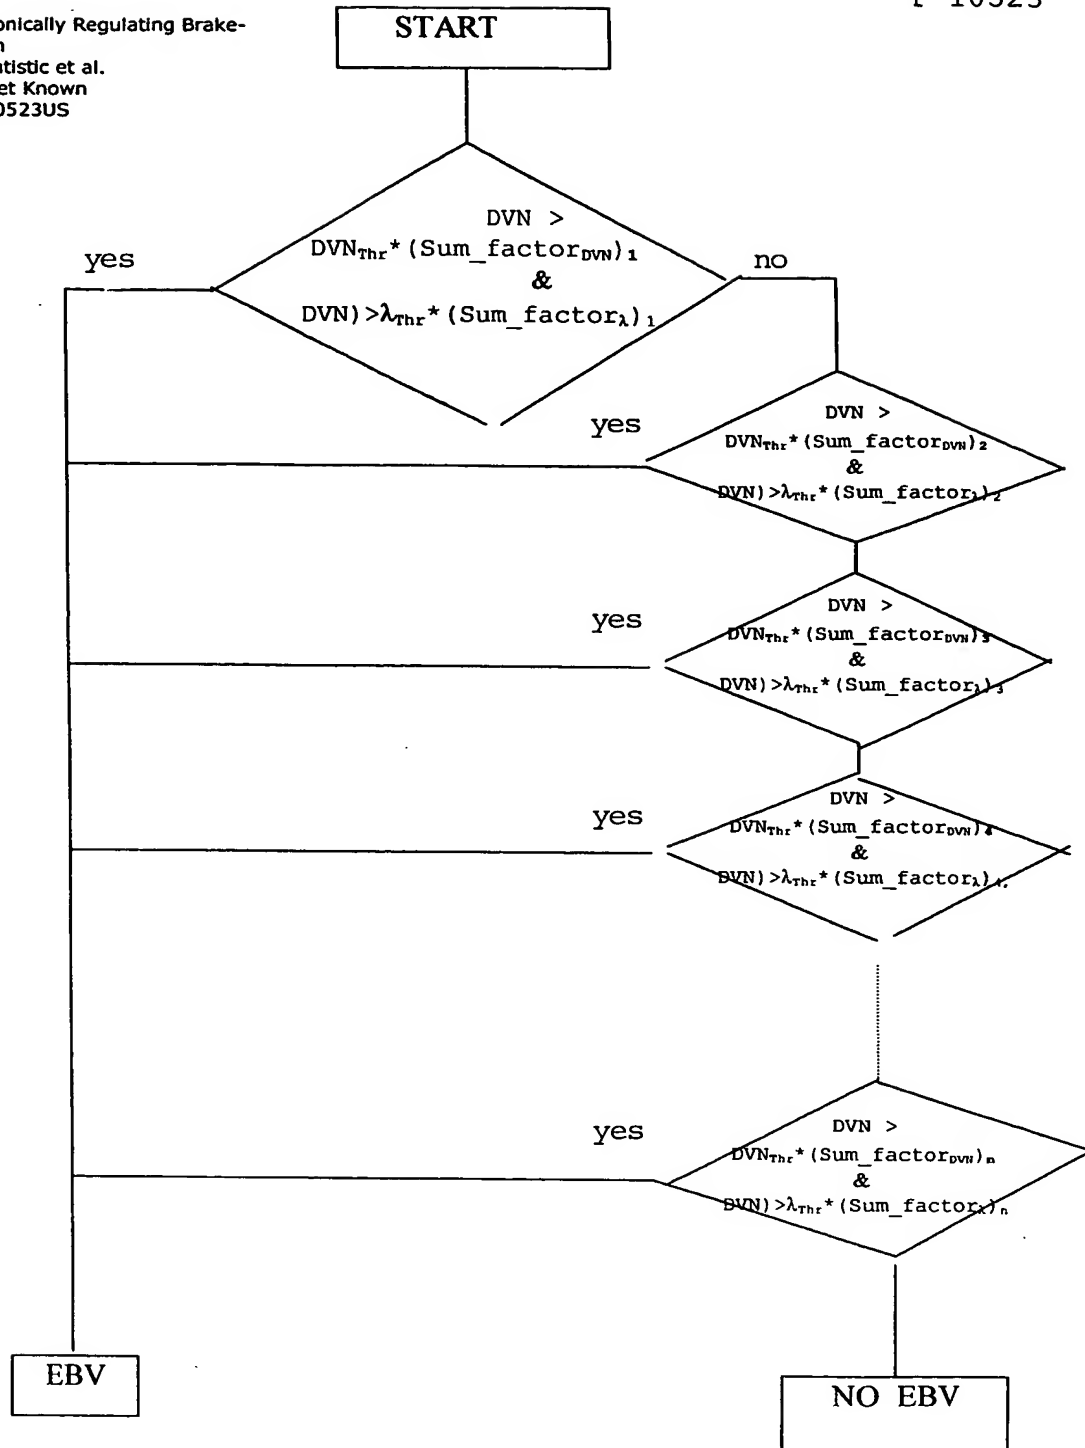 onically Regulating Brake-
tistic et al.
et Known
0523US
10523
START
DVN >
DVN_Thr*(Sum_factor_DVN)_1
&
DVN)>λ_Thr*(Sum_factor_λ)_1
yes
no
yes
DVN >
DVN_Thr*(Sum_factor_DVN)_2
&
DVN)>λ_Thr*(Sum_factor_λ)_2
yes
DVN >
DVN_Thr*(Sum_factor_DVN)_3
&
DVN)>λ_Thr*(Sum_factor_λ)_3
yes
DVN >
DVN_Thr*(Sum_factor_DVN)_4
&
DVN)>λ_Thr*(Sum_factor_λ)_4.
yes
DVN >
DVN_Thr*(Sum_factor_DVN)_n
&
DVN)>λ_Thr*(Sum_factor_λ)_n
EBV
NO EBV